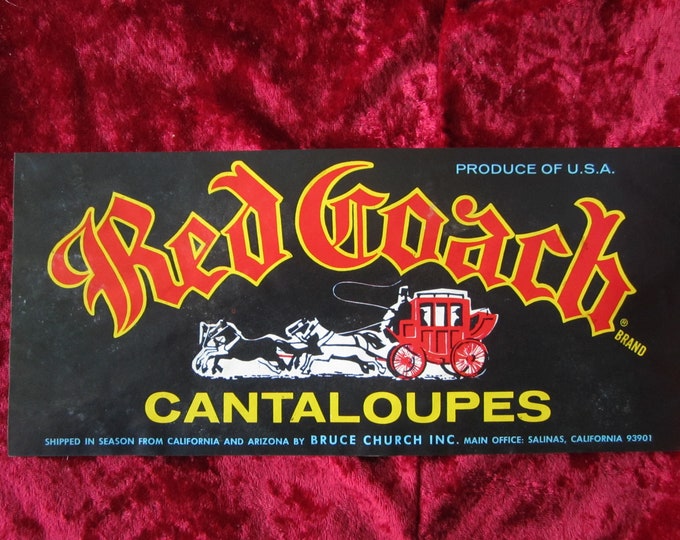 PRODUCE OF U.S.A.
Red Coach
® BRAND
CANTALOUPES
SHIPPED IN SEASON FROM CALIFORNIA AND ARIZONA BY BRUCE CHURCH INC. MAIN OFFICE: SALINAS, CALIFORNIA 93901